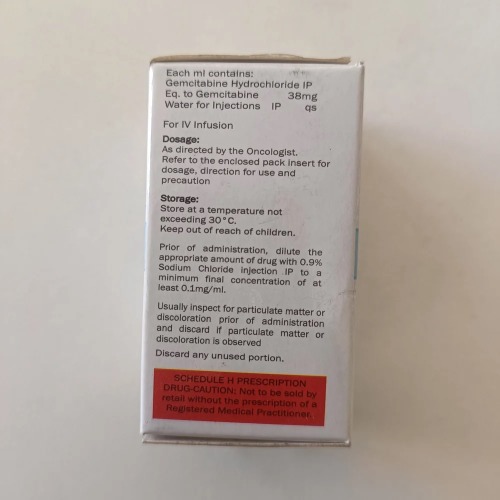 Each ml contains:
Gemcitabine Hydrochloride IP
Eq. to Gemcitabine 38mg
Water for Injections IP qs
For IV Infusion
Dosage:
As directed by the Oncologist.
Refer to the enclosed pack insert for
dosage, direction for use and
precaution
Storage:
Store at a temperature not
exceeding 30°C.
Keep out of reach of children.
Prior of administration, dilute the
appropriate amount of drug with 0.9%
Sodium Chloride injection IP to a
minimum final concentration of at
least 0.1mg/ml.
Usually inspect for particulate matter or
discoloration prior of administration
and discard if particulate matter or
discoloration is observed
Discard any unused portion.
SCHEDULE H PRESCRIPTION
DRUG-CAUTION: Not to be sold by
retail without the prescription of a
Registered Medical Practitioner.